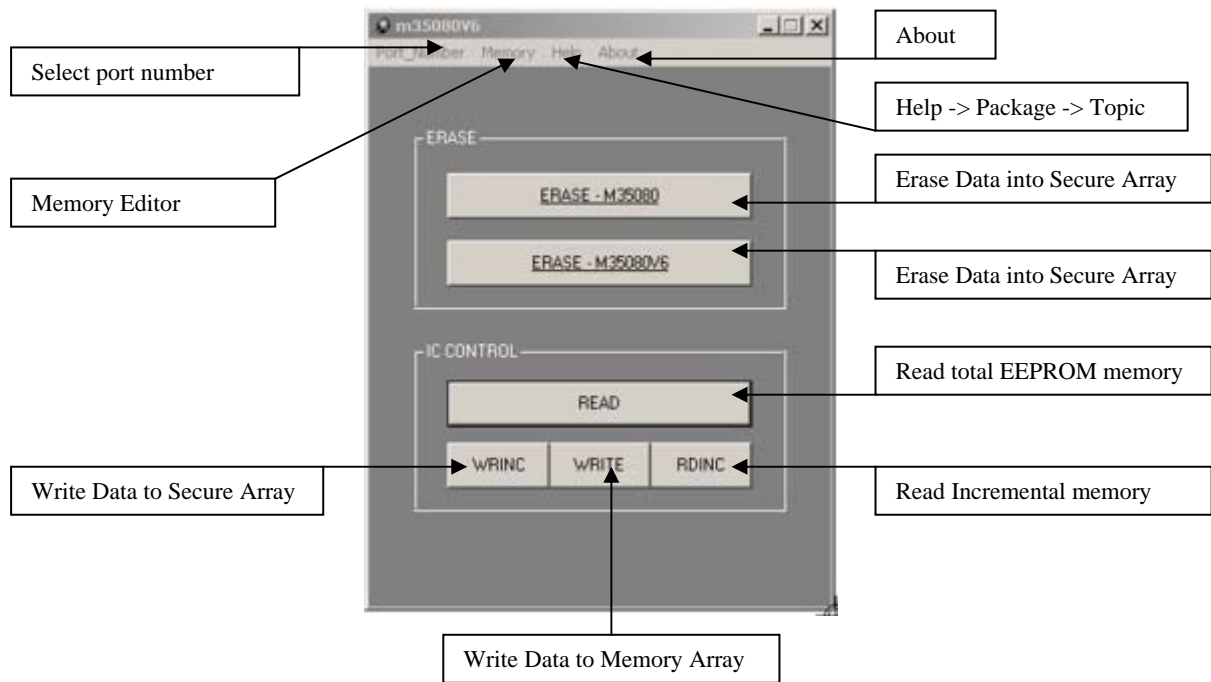 m35080V6
About
Port_Number Memory Help About
Select port number
Help -> Package -> Topic
ERASE
Erase Data into Secure Array
ERASE - M35080
Memory Editor
ERASE - M35080V6
Erase Data into Secure Array
IC CONTROL
Read total EEPROM memory
READ
WRINC WRITE RDINC
Write Data to Secure Array
Read Incremental memory
Write Data to Memory Array